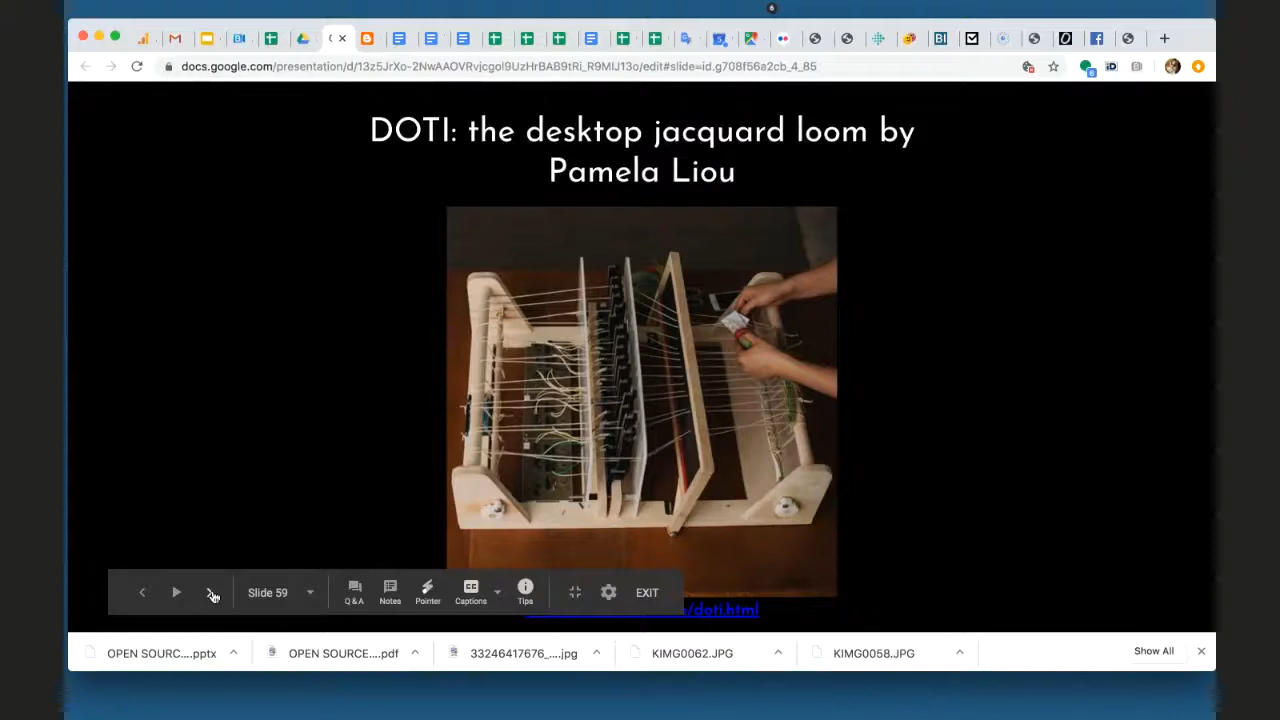 docs.google.com/presentation/d/13z5JrXo-2NwAAOVRvjcgol9UzHrBAB9tRi_R9MIJ13o/edit#slide=id.g708f56a2cb_4_85
DOTI: the desktop jacquard loom by
Pamela Liou
Slide 59
Q & A
Notes
Pointer
CC
Captions
Tips
EXIT
/doti.html
OPEN SOURC....pptx
OPEN SOURCE....pdf
33246417676_....jpg
KIMG0062.JPG
KIMG0058.JPG
Show All